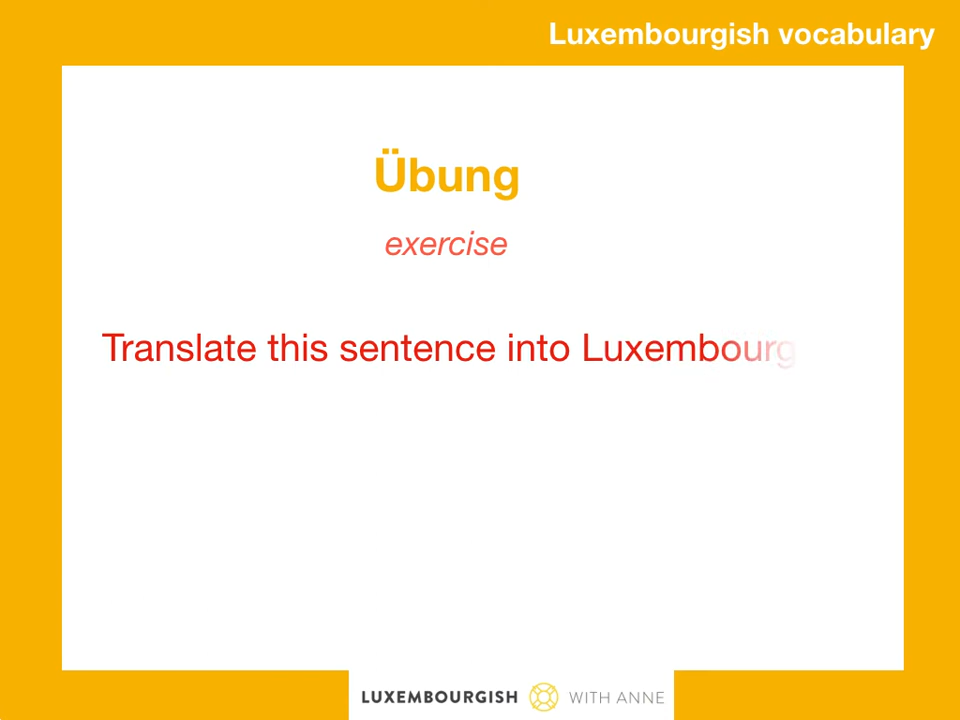 Luxembourgish vocabulary
Übung
exercise
Translate this sentence into Luxembourg
LUXEMBOURGISH WITH ANNE